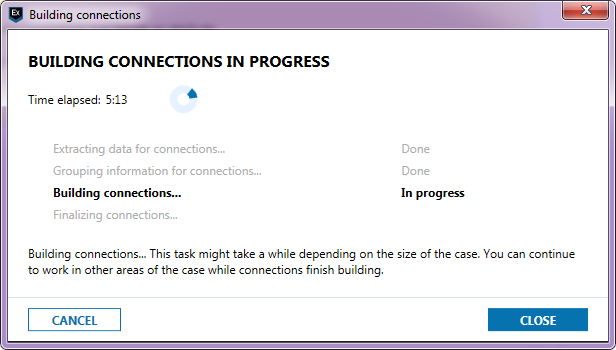 Ex Building connections
BUILDING CONNECTIONS IN PROGRESS
Time elapsed: 5:13
Extracting data for connections... Done
Grouping information for connections... Done
Building connections... In progress
Finalizing connections...
Building connections... This task might take a while depending on the size of the case. You can continue
to work in other areas of the case while connections finish building.
CANCEL CLOSE